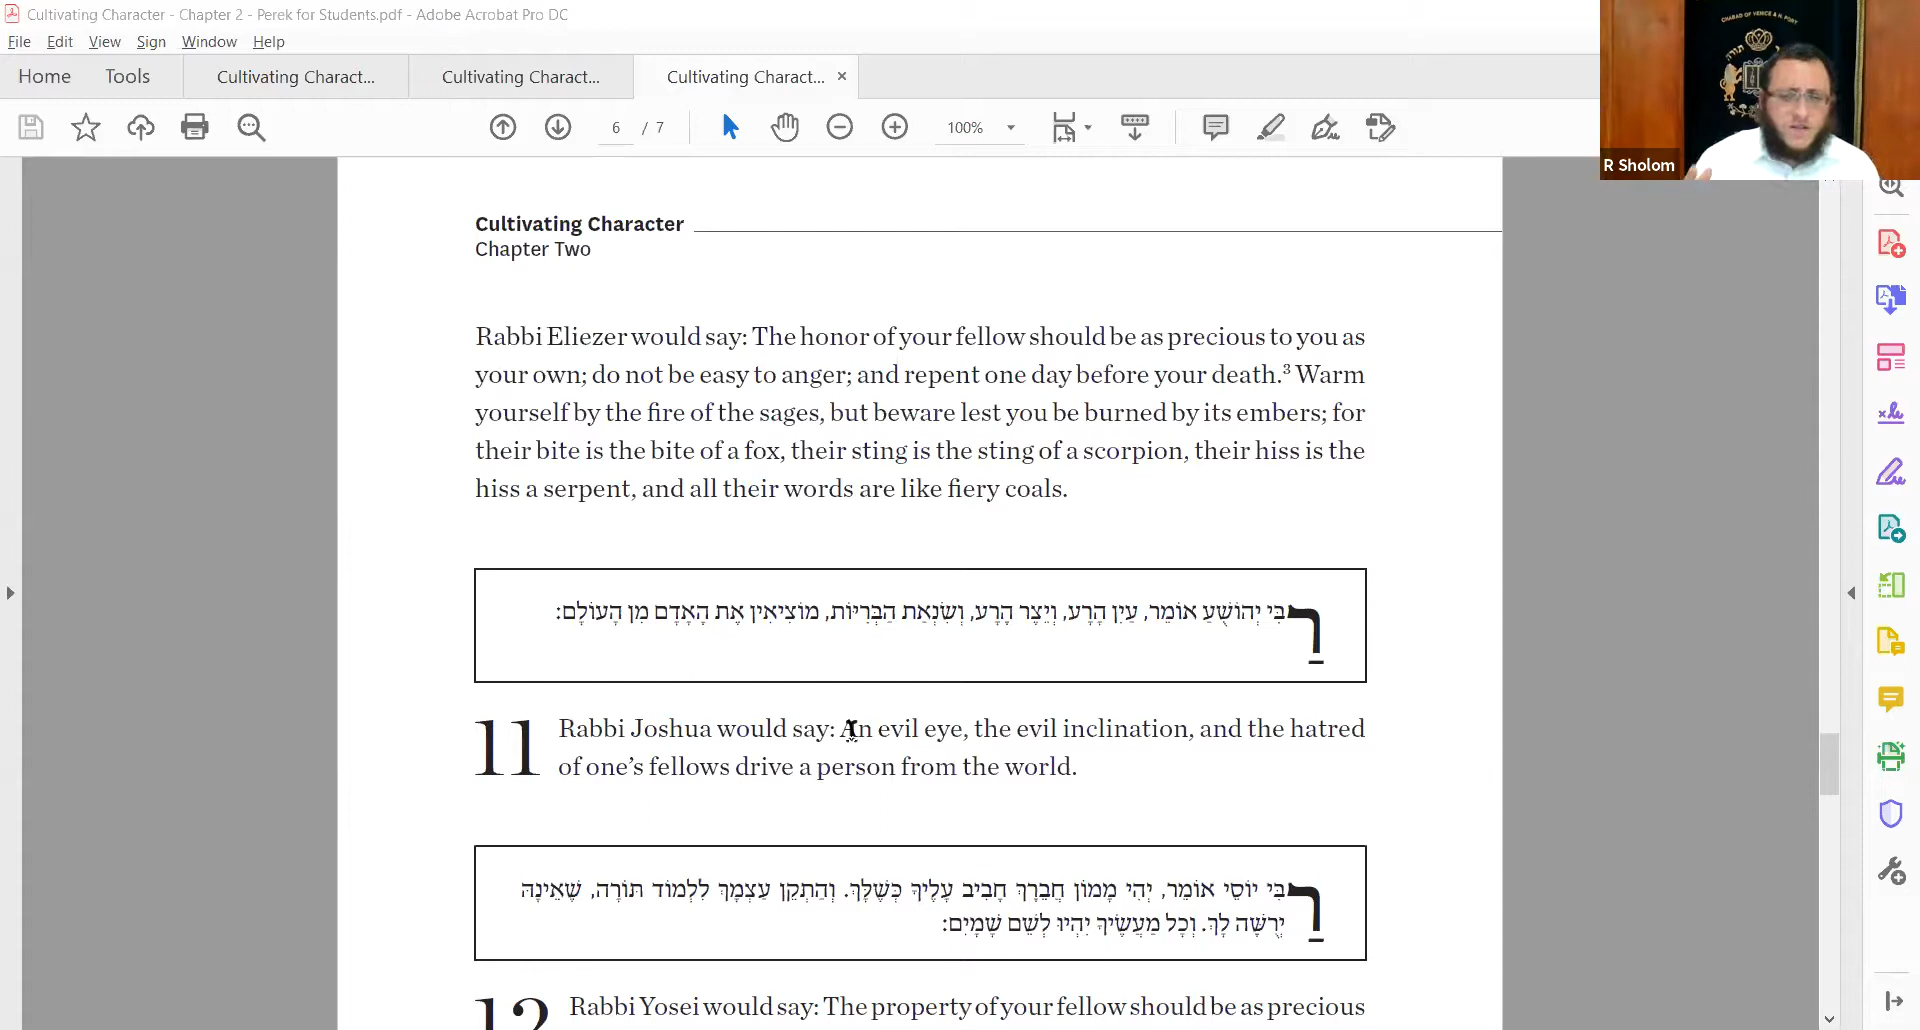 Cultivating Character - Chapter 2 - Perek for Students.pdf - Adobe Acrobat Pro DC
File Edit View Sign Window Help
Home Tools Cultivating Charact... Cultivating Charact... Cultivating Charact... ×
6 / 7 100%
CHABAD OF VENICE & N. PORT
R Sholom
Cultivating Character
Chapter Two
Rabbi Eliezer would say: The honor of your fellow should be as precious to you as
your own; do not be easy to anger; and repent one day before your death.³ Warm
yourself by the fire of the sages, but beware lest you be burned by its embers; for
their bite is the bite of a fox, their sting is the sting of a scorpion, their hiss is the
hiss a serpent, and all their words are like fiery coals.
רַבִּי יְהוֹשֻׁעַ אוֹמֵר, עַיִן הָרָע, וְיֵצֶר הָרָע, וְשִׂנְאַת הַבְּרִיּוֹת, מוֹצִיאִין אֶת הָאָדָם מִן הָעוֹלָם:
11 Rabbi Joshua would say: An evil eye, the evil inclination, and the hatred
of one’s fellows drive a person from the world.
רַבִּי יוֹסֵי אוֹמֵר, יְהִי מָמוֹן חֲבֵרָךְ חָבִיב עָלֶיךָ כְּשֶׁלָּךְ. וְהַתְקֵן עַצְמָךְ לִלְמוֹד תּוֹרָה, שֶׁאֵינָהּ
יְרֻשָּׁה לָךְ. וְכָל מַעֲשֶׂיךָ יִהְיוּ לְשֵׁם שָׁמָיִם:
12 Rabbi Yosei would say: The property of your fellow should be as precious